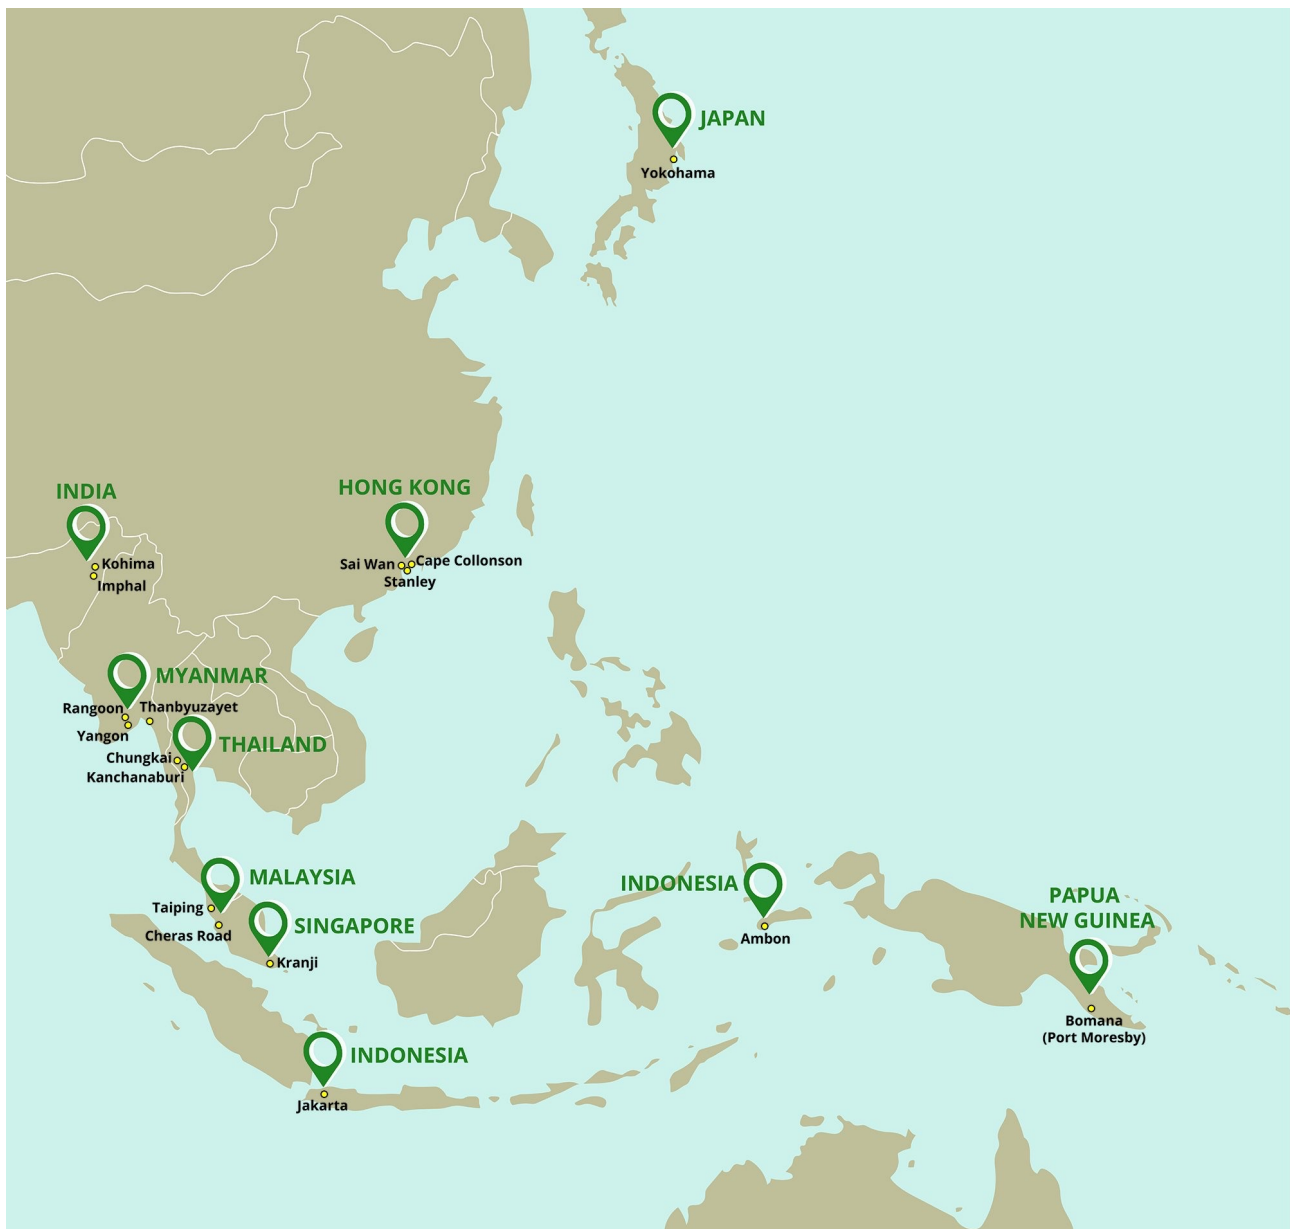 JAPAN
Yokohama
INDIA
HONG KONG
Kohima
Imphal
Sai Wan
Cape Collonson
Stanley
MYANMAR
Rangoon
Thanbyuzayet
Yangon
THAILAND
Chungkai
Kanchanaburi
MALAYSIA
Taiping
Cheras Road
SINGAPORE
Kranji
INDONESIA
Ambon
PAPUA
NEW GUINEA
Bomana
(Port Moresby)
INDONESIA
Jakarta